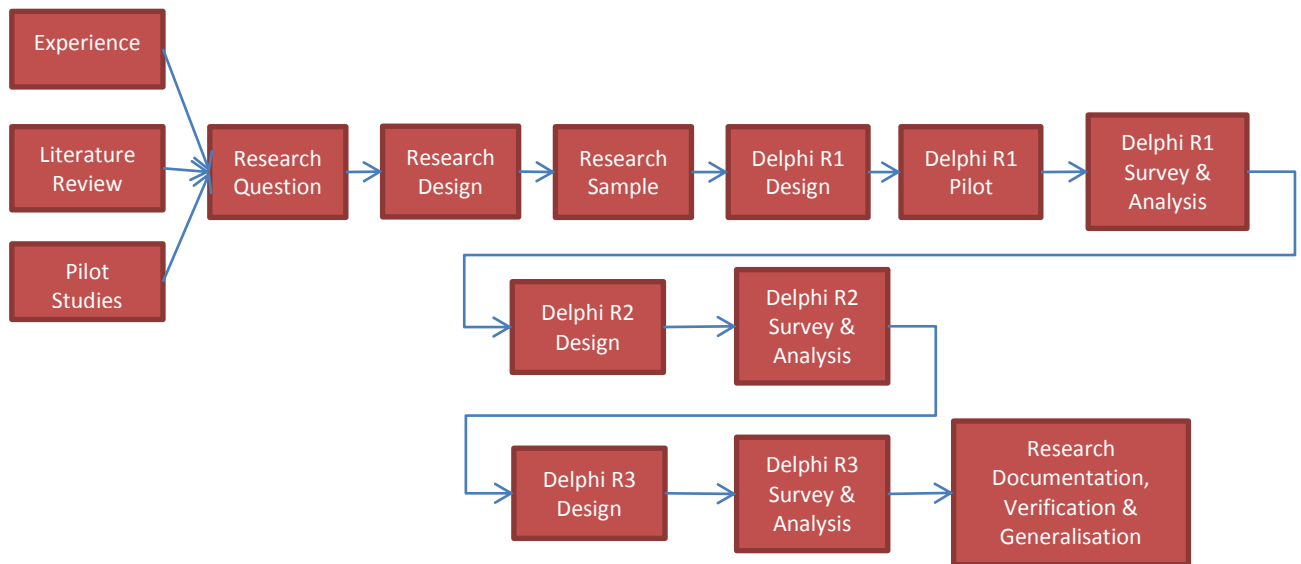 Experience
Literature
Review
Pilot
Studies
Research
Question
Research
Design
Research
Sample
Delphi R1
Design
Delphi R1
Pilot
Delphi R1
Survey &
Analysis
Delphi R2
Design
Delphi R2
Survey &
Analysis
Delphi R3
Design
Delphi R3
Survey &
Analysis
Research
Documentation,
Verification &
Generalisation